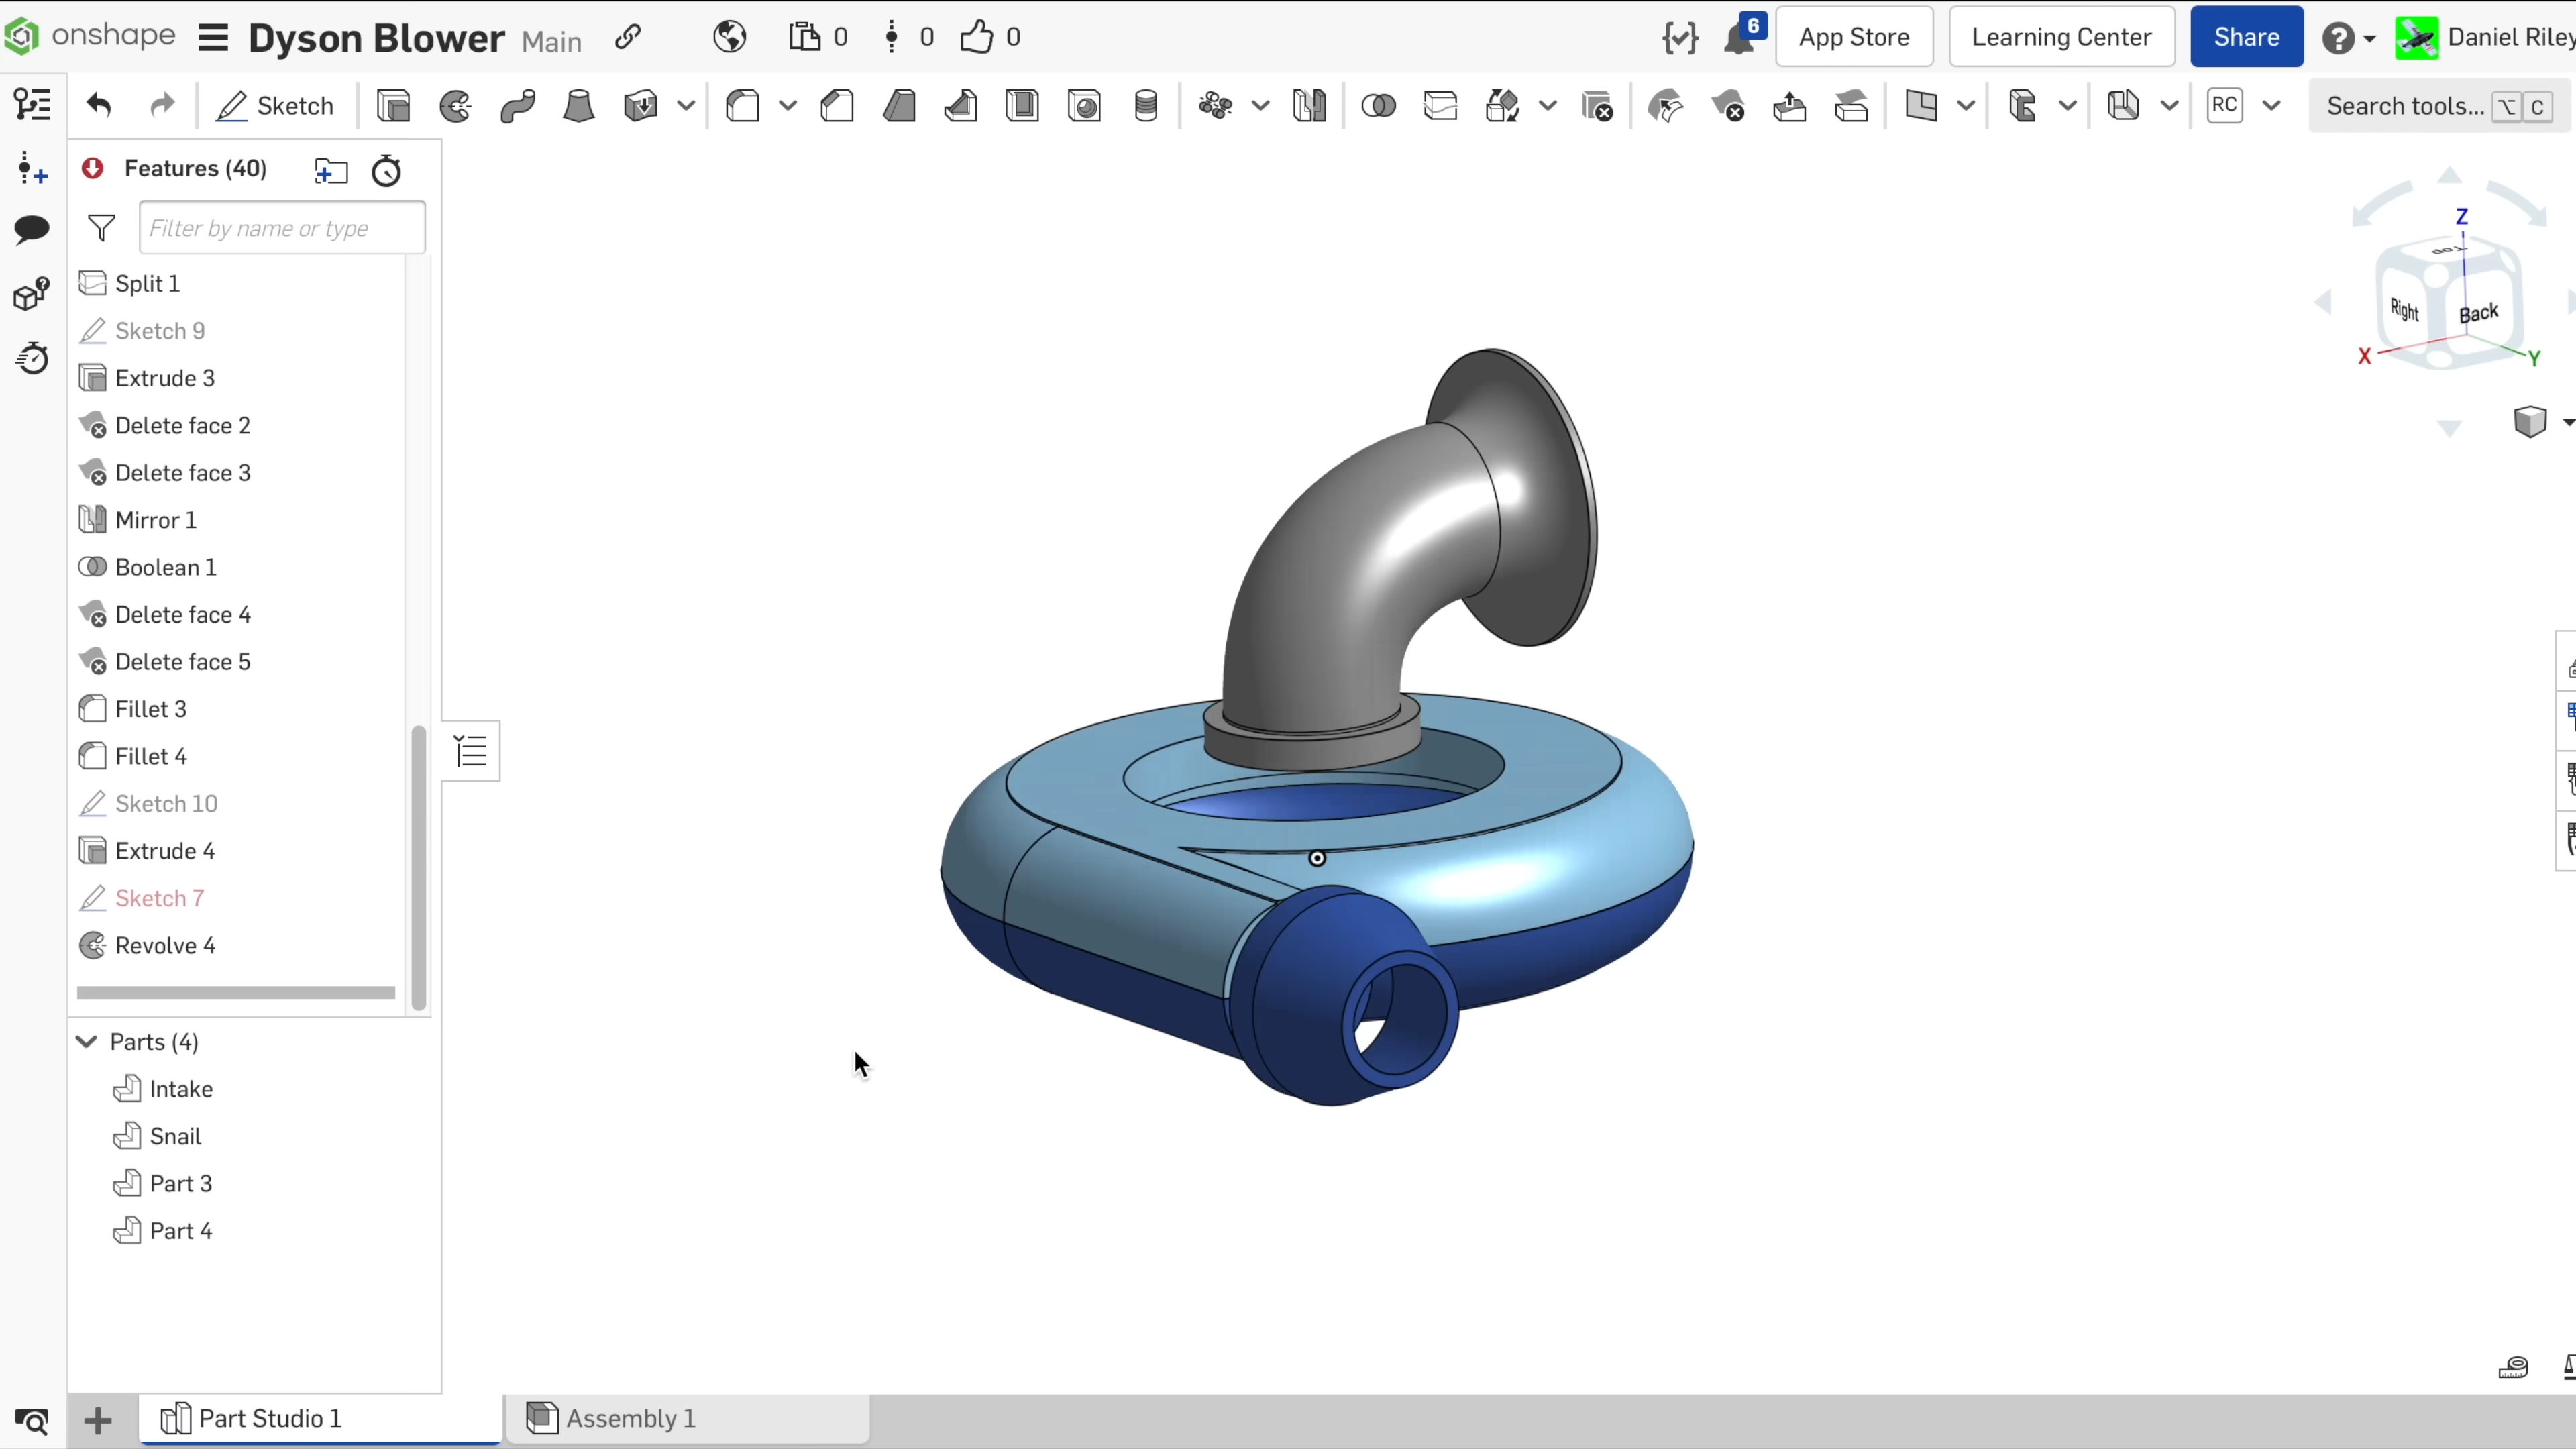 onshape Dyson Blower Main 0 0 0 6 App Store Learning Center Share Daniel Riley
Sketch RC Search tools... ⌥ C
Features (40)
Filter by name or type
Split 1
Sketch 9
Extrude 3
Delete face 2
Delete face 3
Mirror 1
Boolean 1
Delete face 4
Delete face 5
Fillet 3
Fillet 4
Sketch 10
Extrude 4
Sketch 7
Revolve 4
Parts (4)
Intake
Snail
Part 3
Part 4
Z
Top
Right
Back
X
Y
Part Studio 1
Assembly 1